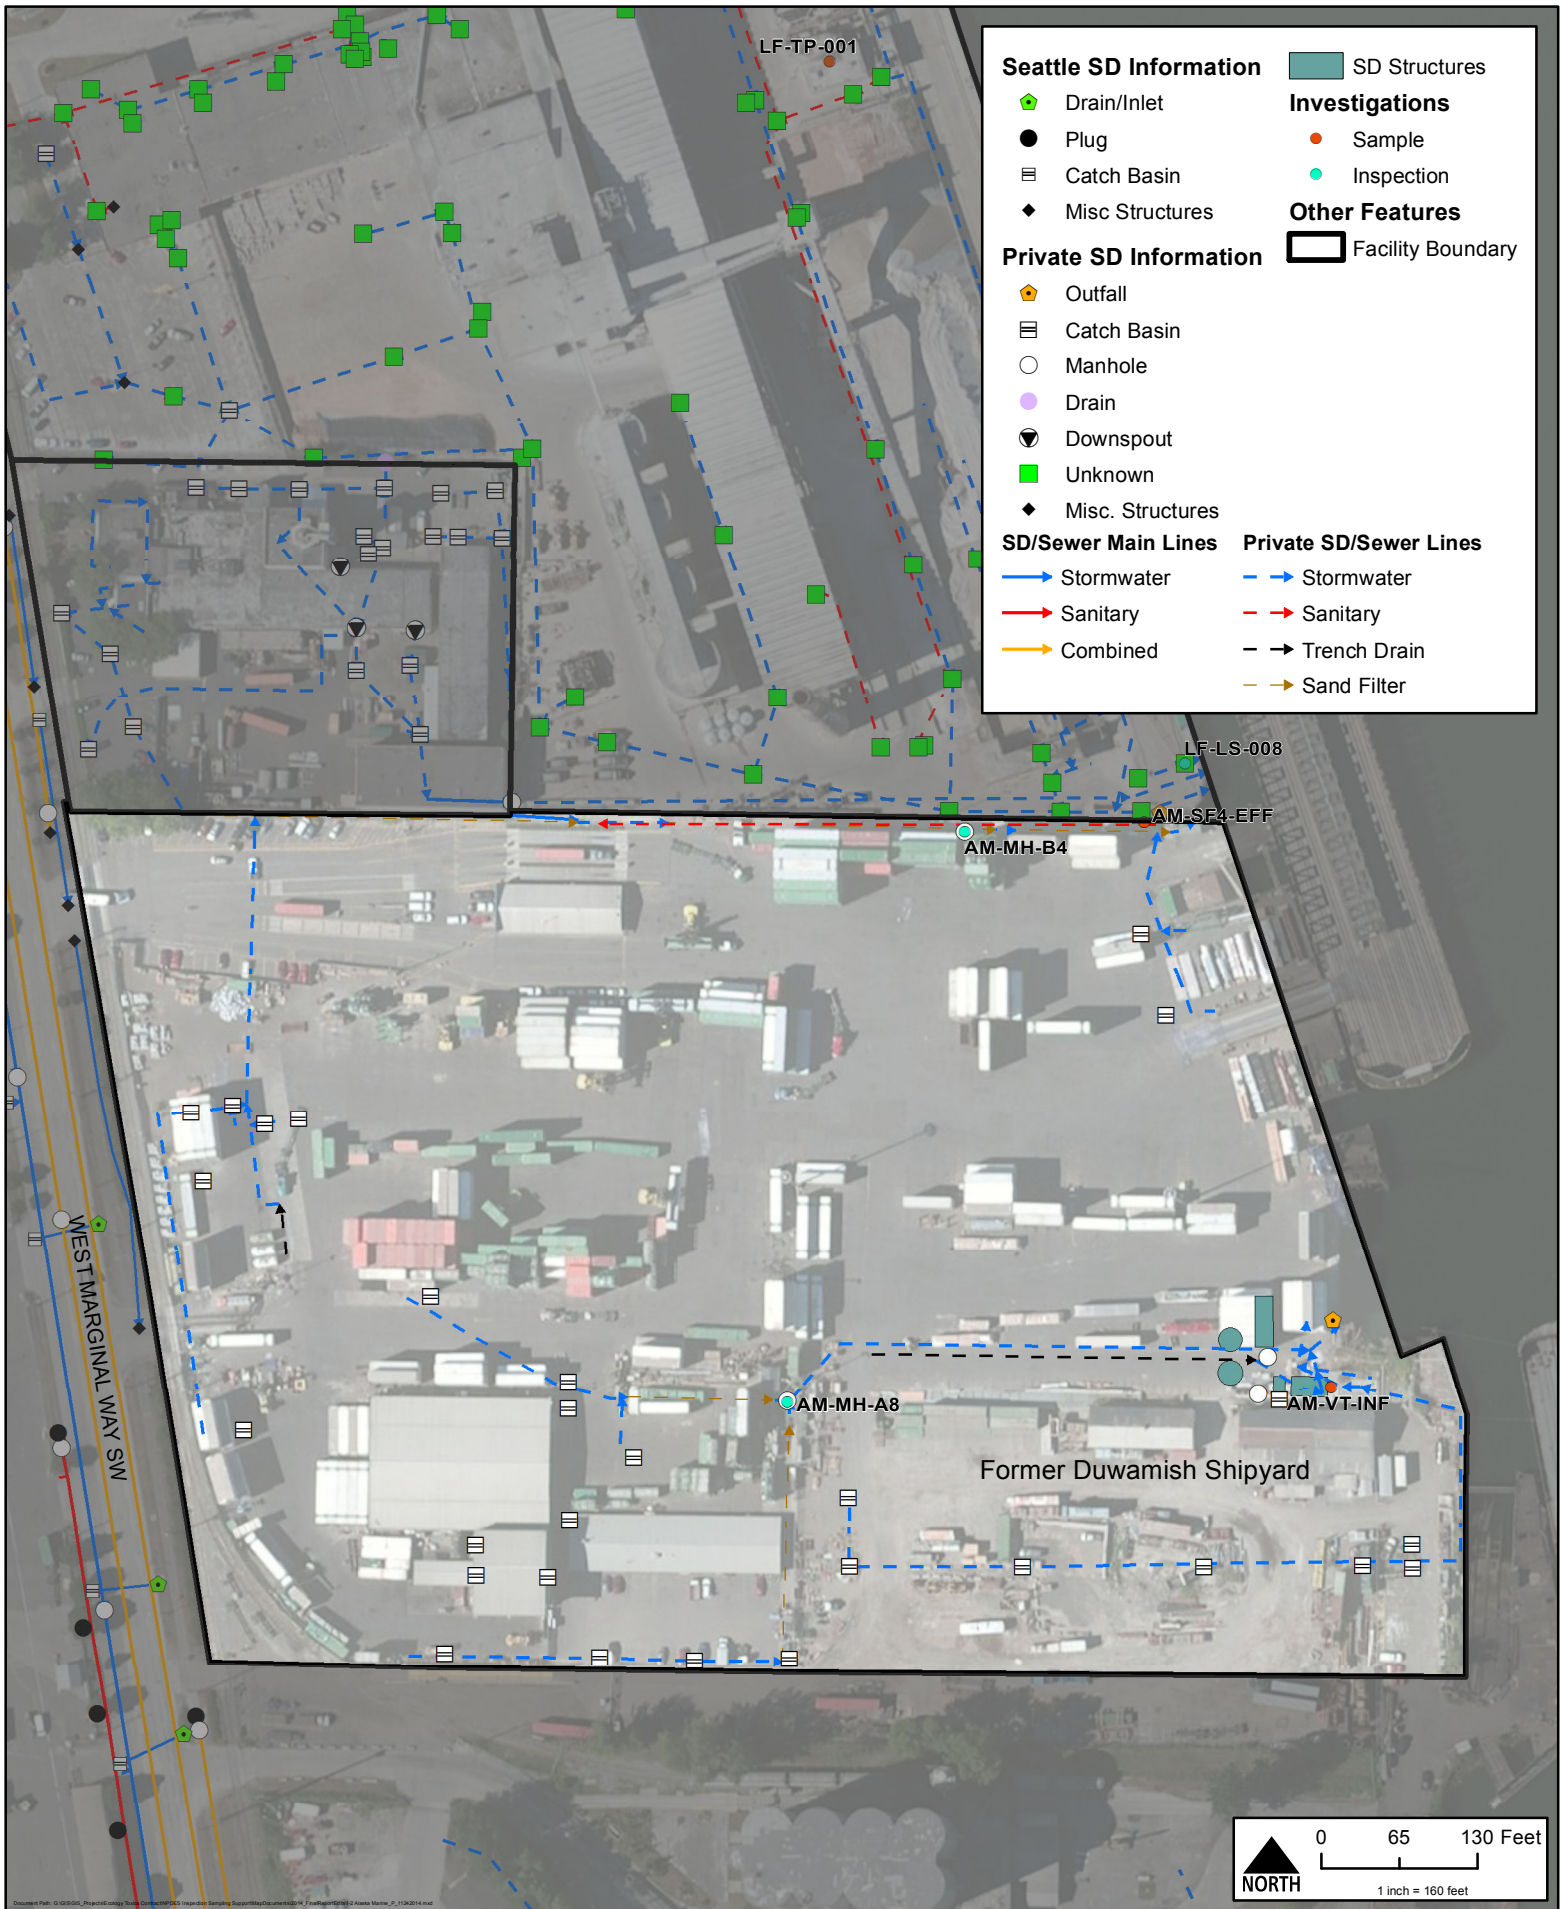 LF-TP-001
Seattle SD Information
Drain/Inlet
Plug
Catch Basin
Misc Structures
Private SD Information
Outfall
Catch Basin
Manhole
Drain
Downspout
Unknown
Misc. Structures
SD Structures
Investigations
Sample
Inspection
Other Features
Facility Boundary
SD/Sewer Main Lines
Stormwater
Sanitary
Combined
Private SD/Sewer Lines
Stormwater
Sanitary
Trench Drain
Sand Filter
LF-LS-008
AM-SF4-EFF
AM-MH-B4
WEST MARGINAL WAY SW
AM-MH-A8
AM-VT-INF
Former Duwamish Shipyard
0 65 130 Feet
NORTH
1 inch = 160 feet